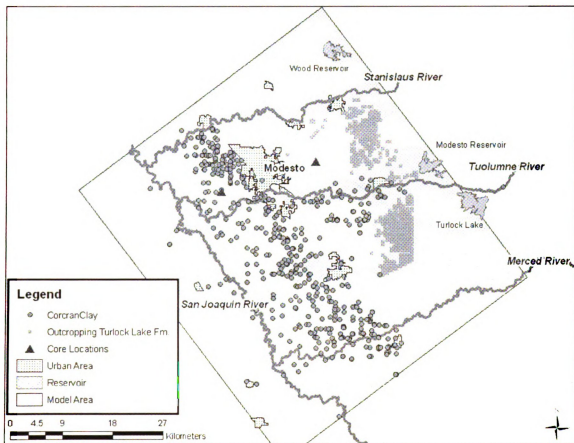 Wood Reservoir
Stanislaus River
Modesto Reservoir
Modesto
Tuolumne River
Turlock Lake
Merced River
San Joaquin River
Legend
CorcranClay
Outcropping Turlock Lake Fm
Core Locations
Urban Area
Reservoir
Model Area
0 4.5 9 18 27
Kilometers